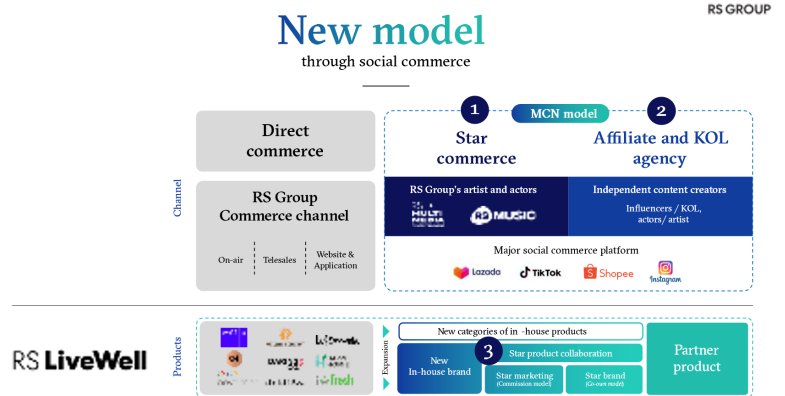 RS GROUP
New model
through social commerce
1
MCN model
2
Direct
commerce
Star
commerce
Affiliate and KOL
agency
Channel
RS Group
Commerce channel
On-air
Telesales
Website &
Application
RS Group's artist and actors
MULTI
MEDIA
RS MUSIC
Independent content creators
Influencers / KOL,
actors/ artist
Major social commerce platform
Lazada
TikTok
Shopee
Instagram
RS LiveWell
Products
fresh
Expansion
New categories of in -house products
3
New
In-house brand
Star product collaboration
Star marketing
(Commission model)
Star brand
(Co-own model)
Partner
product